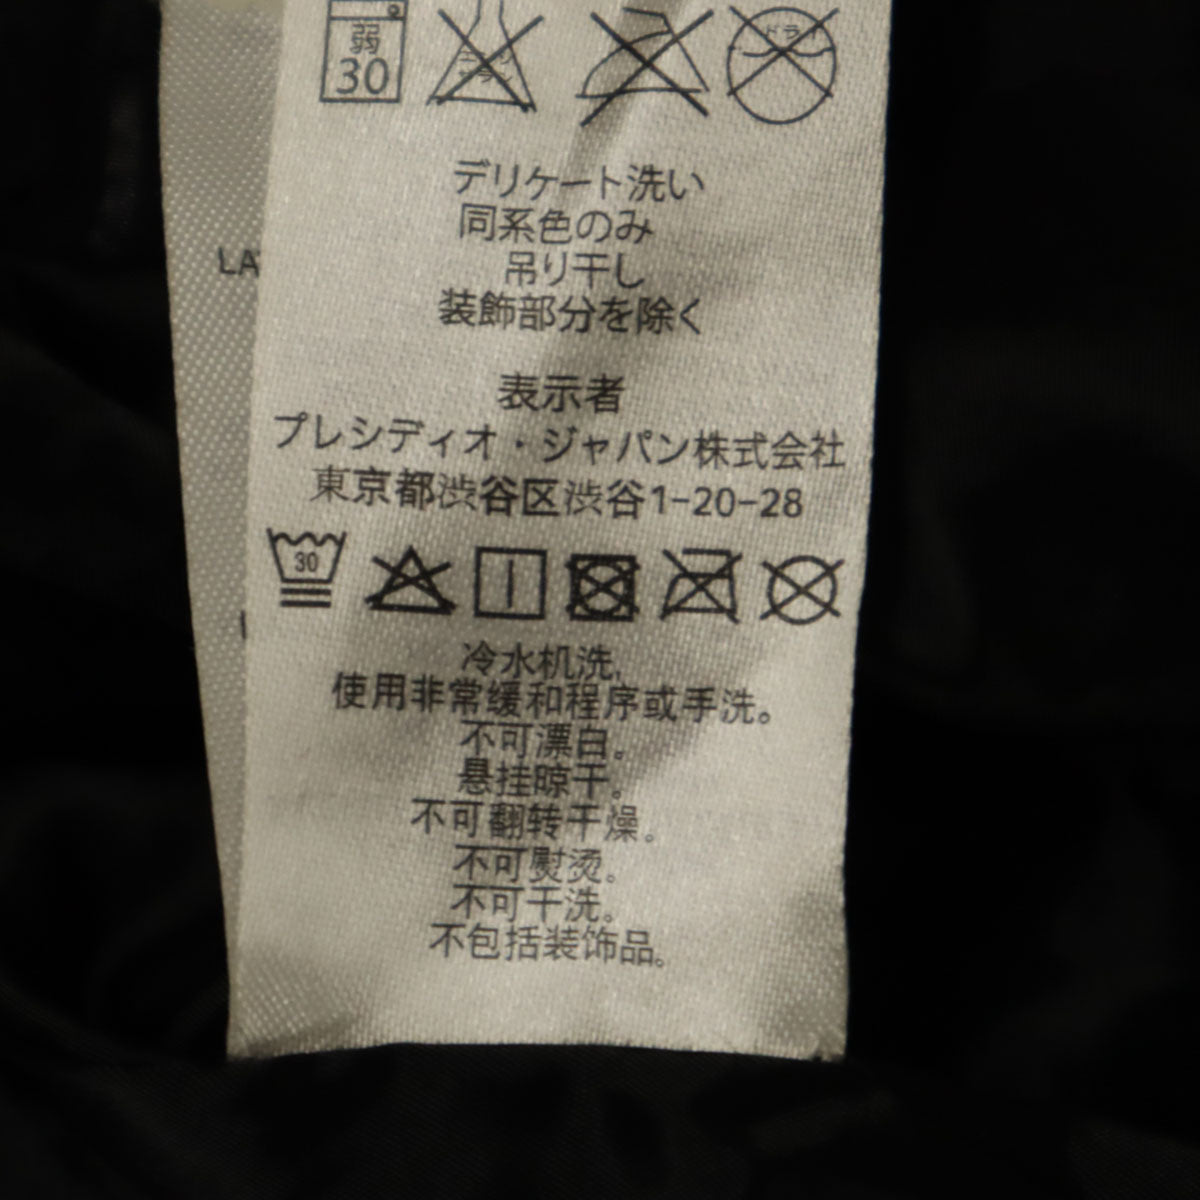 弱
30
ドライ
デリケート洗い
同系色のみ
吊り干し
装飾部分を除く
表示者
プレシディオ・ジャパン株式会社
東京都渋谷区渋谷1-20-28
30
冷水机洗,
使用非常缓和程序或手洗。
不可漂白。
悬挂晾干。
不可翻转干燥。
不可熨烫。
不可干洗。
不包括装饰品。